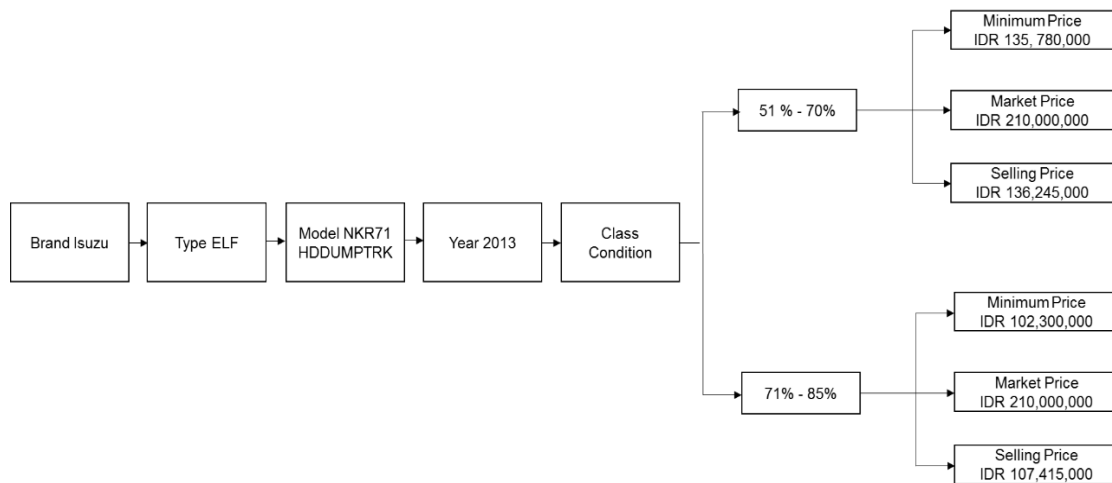 Minimum Price
IDR 135, 780,000
51 % - 70%
Market Price
IDR 210,000,000
Selling Price
IDR 136,245,000
Brand Isuzu
Type ELF
Model NKR71
HDDUMPTRK
Year 2013
Class
Condition
Minimum Price
IDR 102,300,000
71% - 85%
Market Price
IDR 210,000,000
Selling Price
IDR 107,415,000